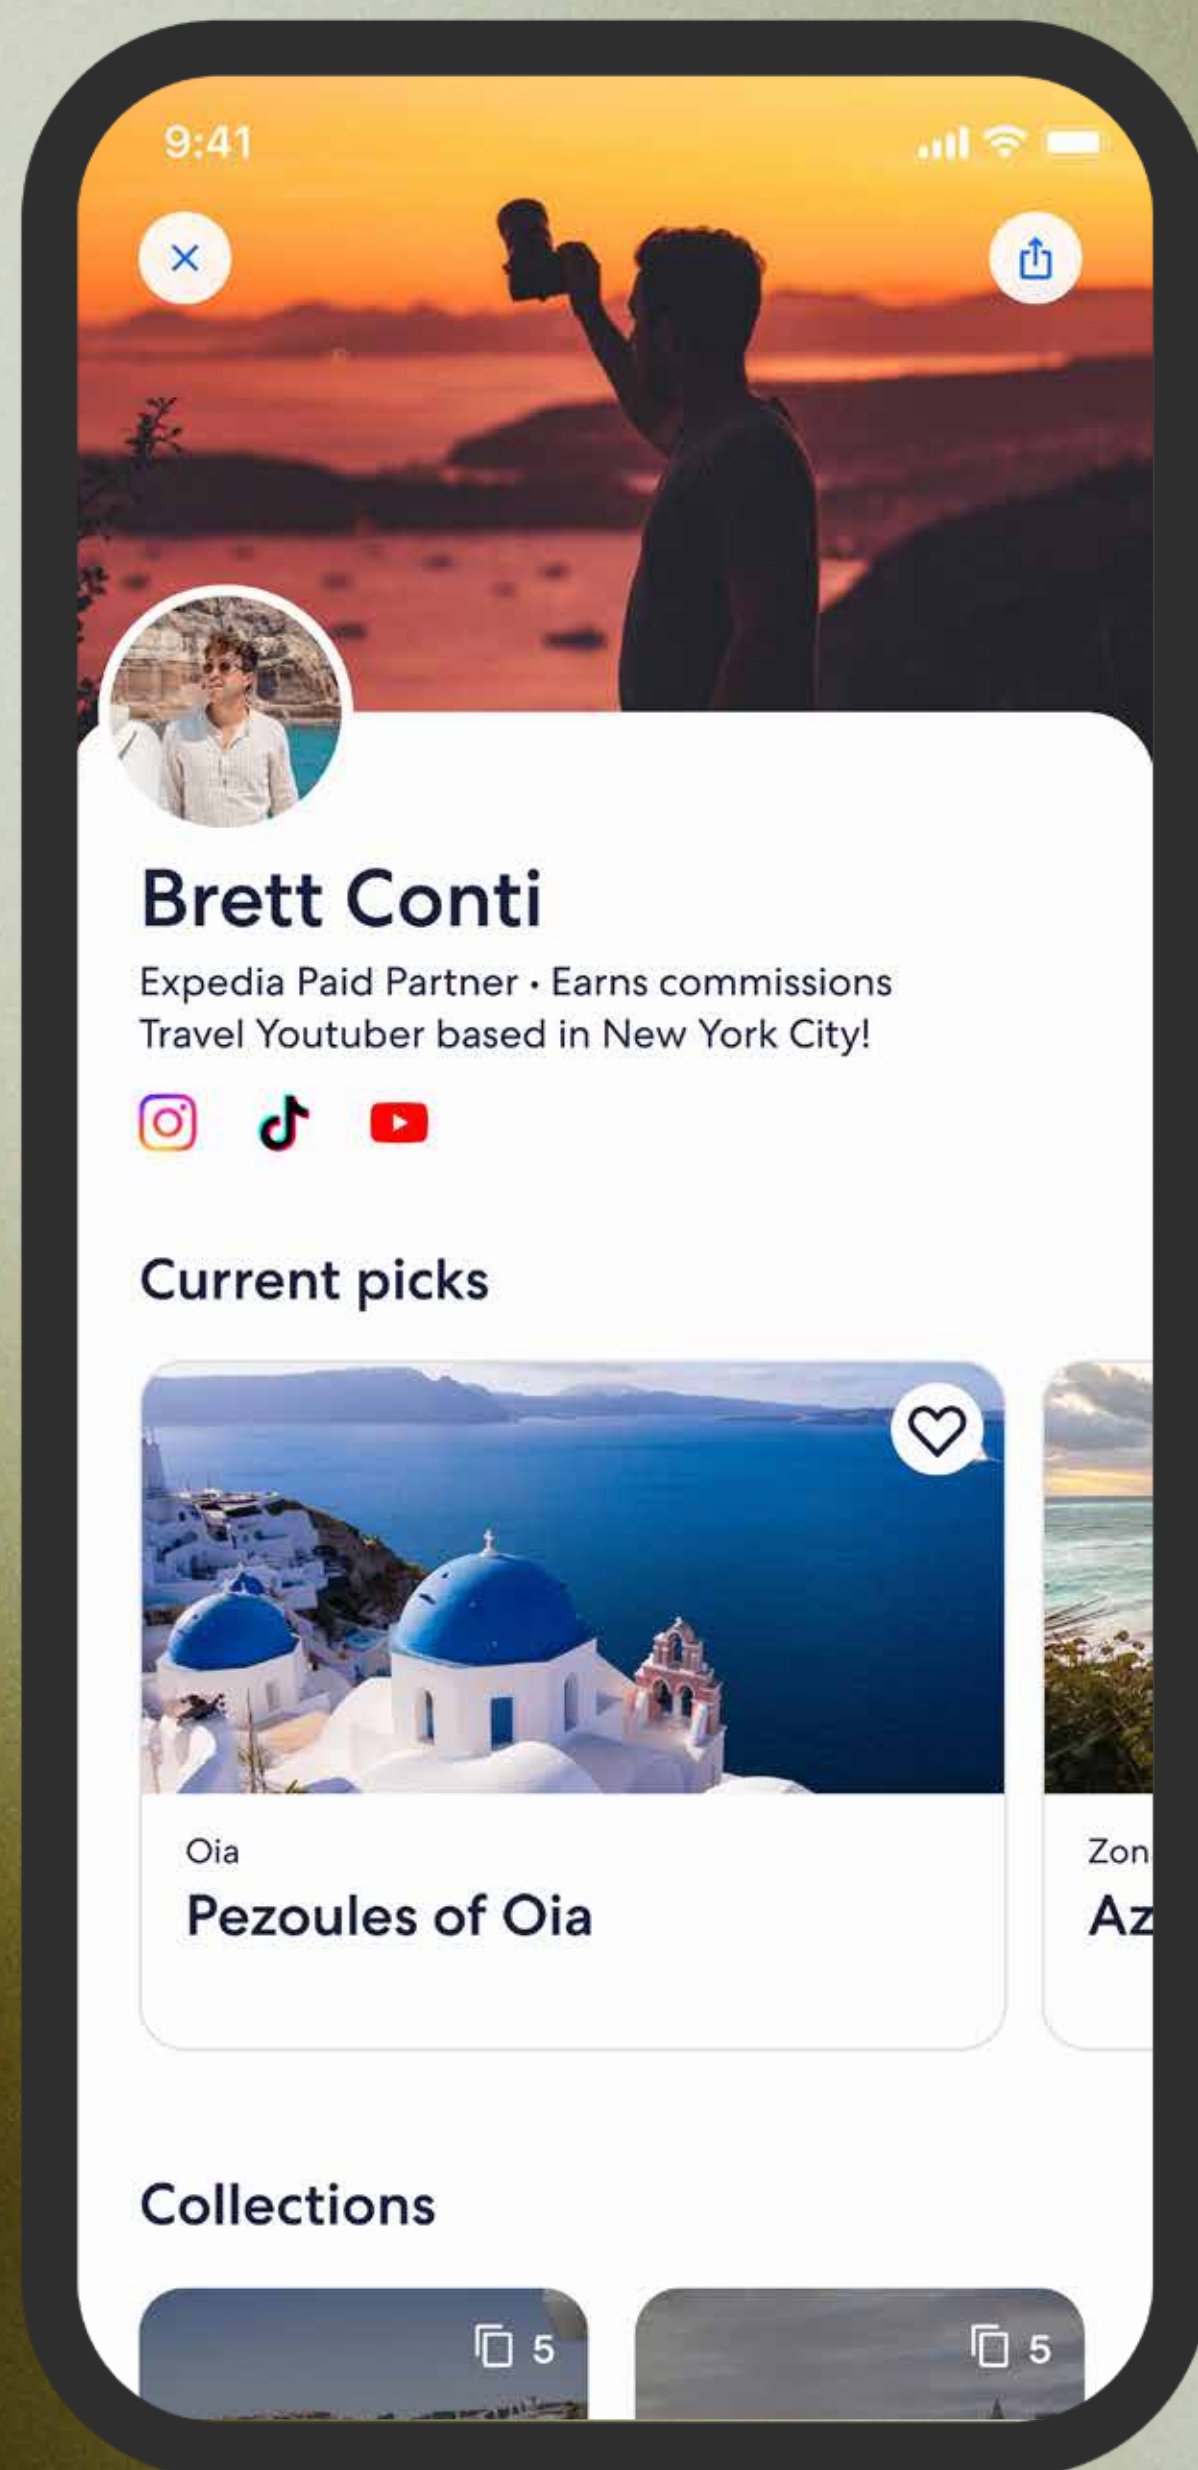 9:41
Brett Conti
Expedia Paid Partner · Earns commissions
Travel Youtuber based in New York City!
Current picks
Oia
Pezoules of Oia
Collections
5
5